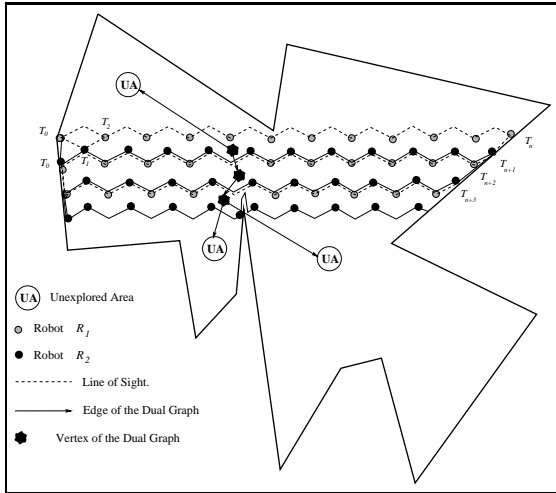 UA
T0
T2
T1
T0
Tn
Tn+1
Tn+2
Tn+3
UA
UA
UA Unexplored Area
Robot R1
Robot R2
Line of Sight.
Edge of the Dual Graph
Vertex of the Dual Graph